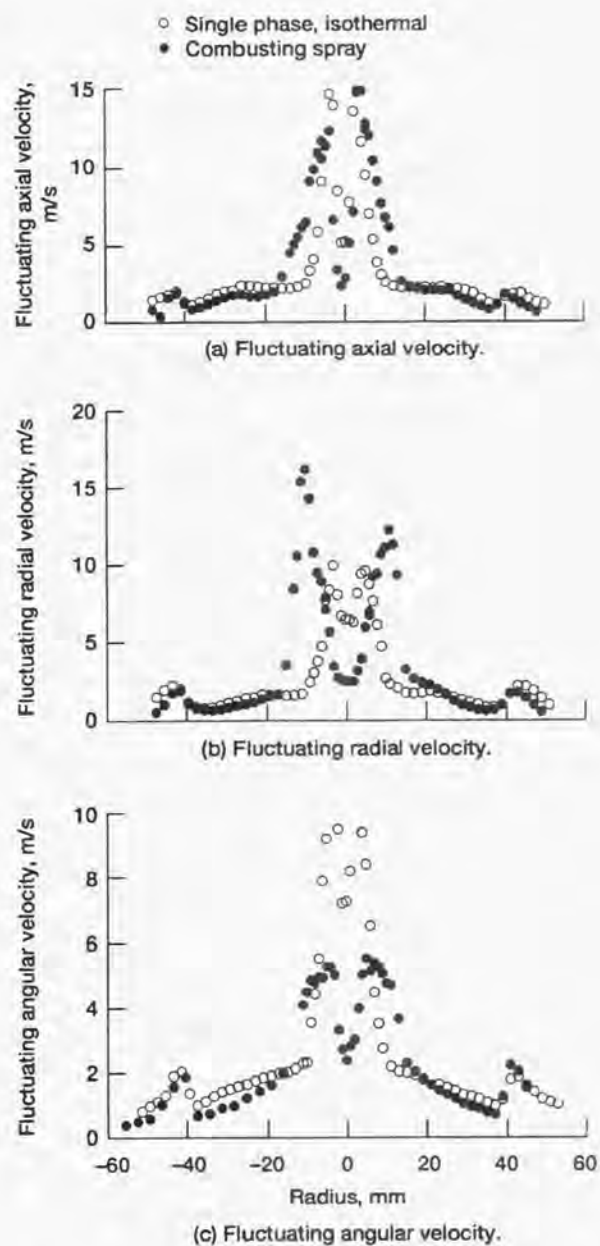 Single phase, isothermal
Combusting spray
Fluctuating axial velocity,
m/s
15
10
5
0
(a) Fluctuating axial velocity.
Fluctuating radial velocity, m/s
20
15
10
5
0
(b) Fluctuating radial velocity.
Fluctuating angular velocity, m/s
10
8
6
4
2
0
−60 −40 −20 0 20 40 60
Radius, mm
(c) Fluctuating angular velocity.